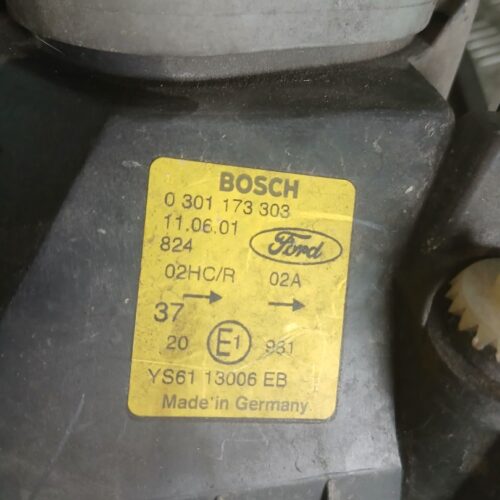 BOSCH
0 301 173 303
11.06.01
824 Ford
02HC/R 02A
37
20 E1 981
YS61 13006 EB
Made in Germany